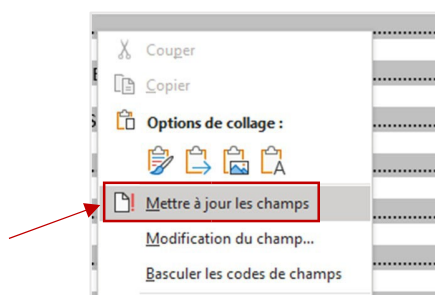 Couper
Copier
Options de collage :
Mettre à jour les champs
Modification du champ...
Basculer les codes de champs